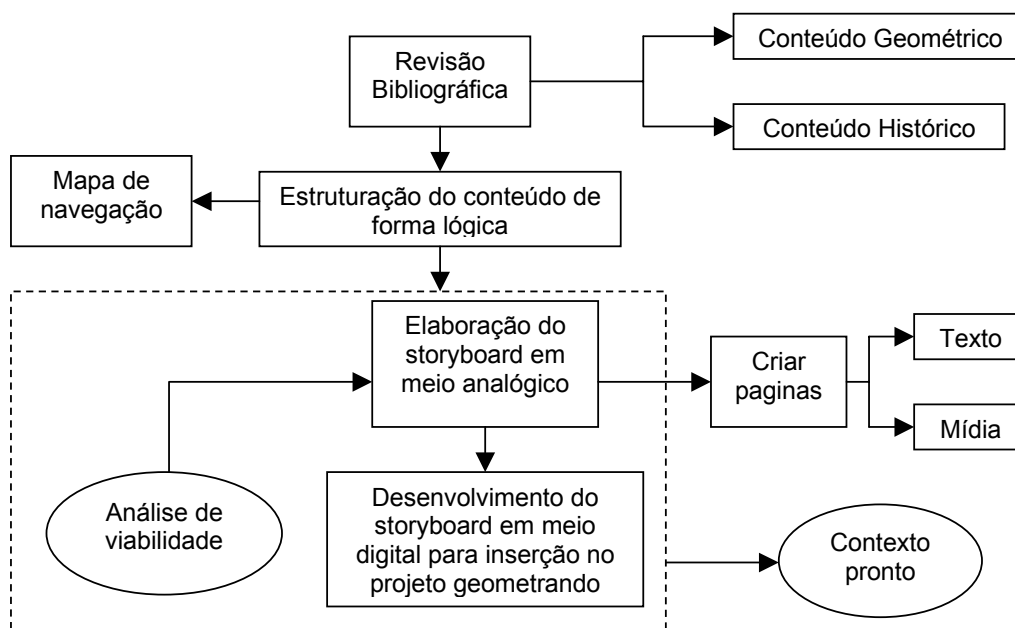 Revisão
Bibliográfica
Conteúdo Geométrico
Conteúdo Histórico
Mapa de
navegação
Estruturação do conteúdo de
forma lógica
Elaboração do
storyboard em
meio analógico
Criar
paginas
Texto
Mídia
Análise de
viabilidade
Desenvolvimento do
storyboard em meio
digital para inserção no
projeto geometrando
Contexto
pronto